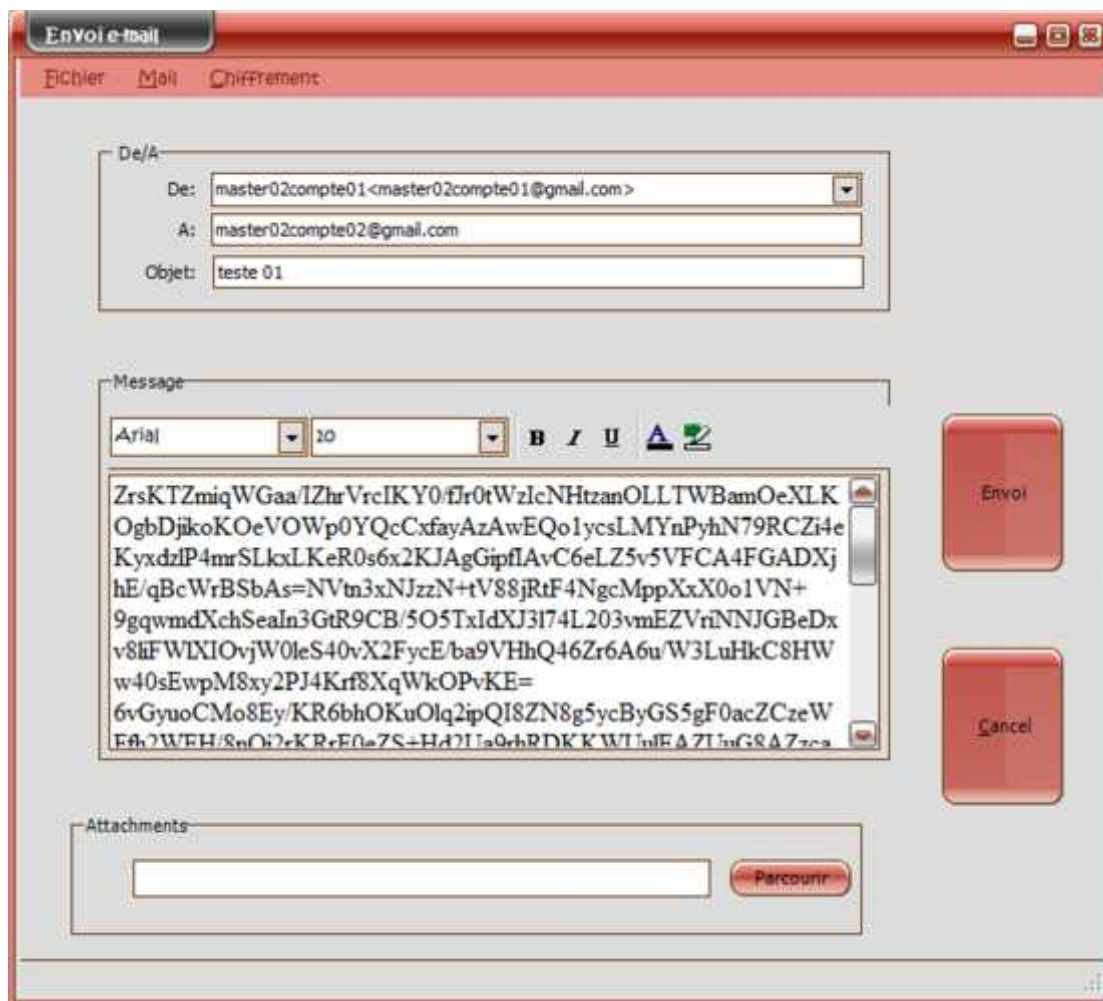 Envoi e-mail
Fichier Mail Chiffrement
De/A
De: master02compte01<master02compte01@gmail.com>
A: master02compte02@gmail.com
Objet: teste 01
Message
Arial 10
B I U A
ZrsKTZmiqWGaa/IZhrVrcIKY0/fJr0tWzIcNHtzanOLLTWBamOeXLK
OgbDjikoKOeVOWp0YQcCxfayAzAwEQo1ycsLMYnPyhN79RCZi4e
KyxdzlP4mrSLkxLKeR0s6x2KJAgGipflAvC6eLZ5v5VFCA4FGADXj
hE/qBcWrBSbAs=NVtn3xNJzzN+tV88jRtF4NgcMppXxX0o1VN+
9gqwmdXchSeaIn3GtR9CB/5O5TxIdXJ3l74L203vmEZVriNNJGBeDx
v8liFWlXIOvjW0leS40vX2FycE/ba9VHhQ46Zr6A6u/W3LuHkC8HW
w40sEwpM8xy2PJ4Krf8XqWkOPvKE=
6vGyuoCMo8Ey/KR6bhOKuOlq2ipQI8ZN8g5ycByGS5gF0acZCzeW
Envoi
Cancel
Attachments
Parcourir